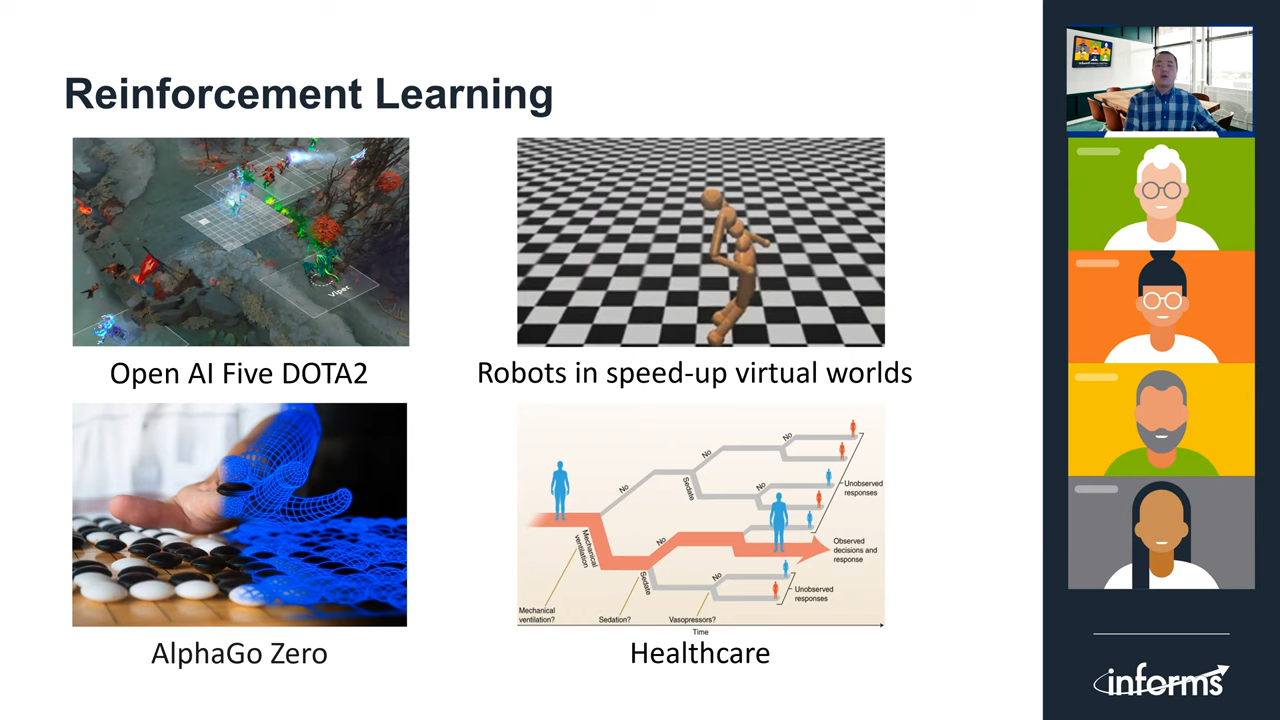 Reinforcement Learning
Viper
Open AI Five DOTA2
Robots in speed-up virtual worlds
No
No
No
Sedate
No
Unobserved
responses
Mechanical
ventilation
No
Observed
decisions and
response
Sedate
No
Unobserved
responses
Mechanical
ventilation?
Sedation?
Vasopressors?
Time
AlphaGo Zero
Healthcare
informs